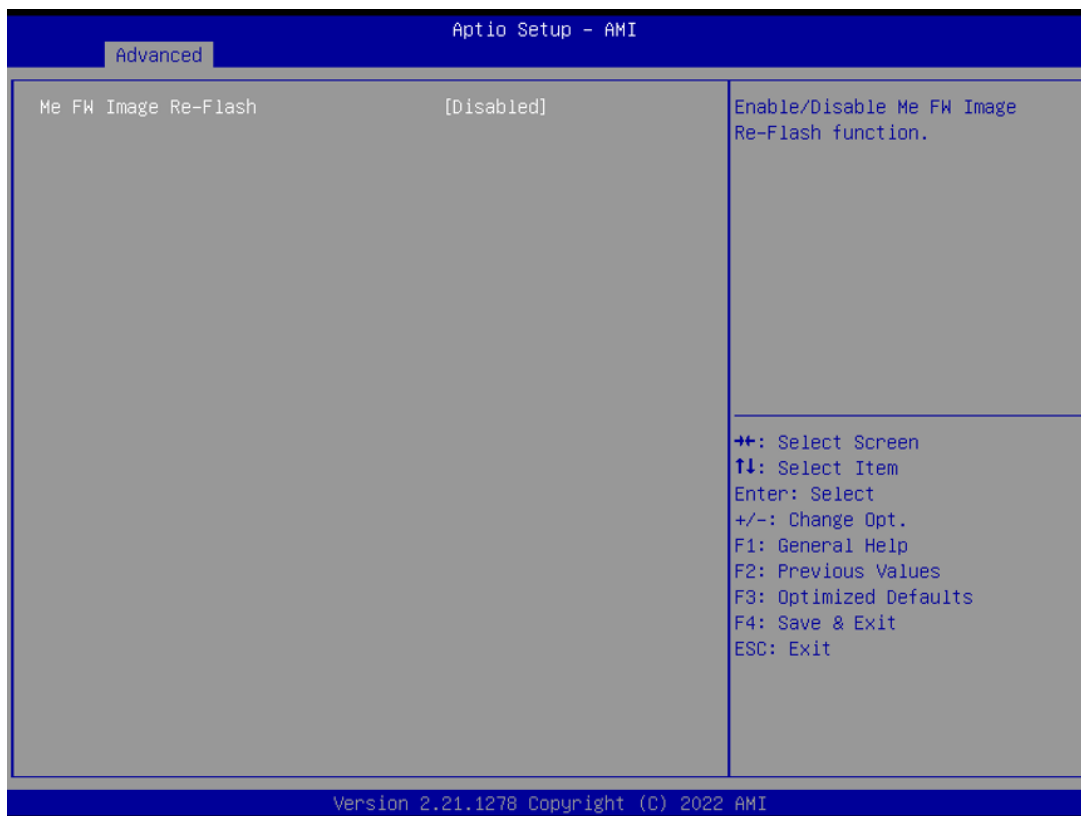 Aptio Setup – AMI
Advanced
Me FW Image Re-Flash [Disabled]
Enable/Disable Me FW Image
Re-Flash function.
→←: Select Screen
↑↓: Select Item
Enter: Select
+/-: Change Opt.
F1: General Help
F2: Previous Values
F3: Optimized Defaults
F4: Save & Exit
ESC: Exit
Version 2.21.1278 Copyright (C) 2022 AMI